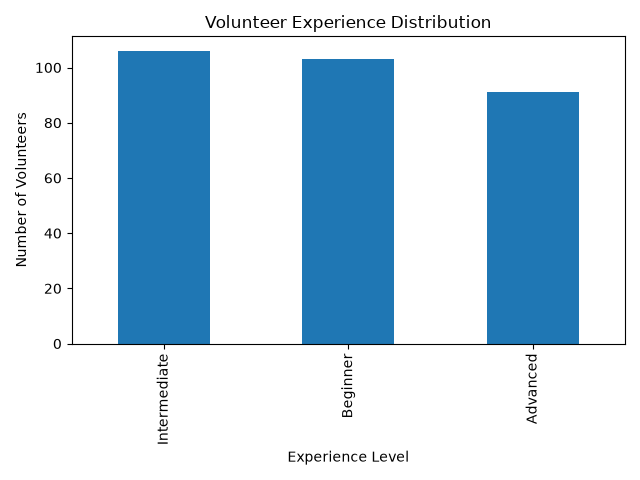 Volunteer Experience Distribution
Number of Volunteers
100
80
60
40
20
0
Intermediate
Beginner
Advanced
Experience Level